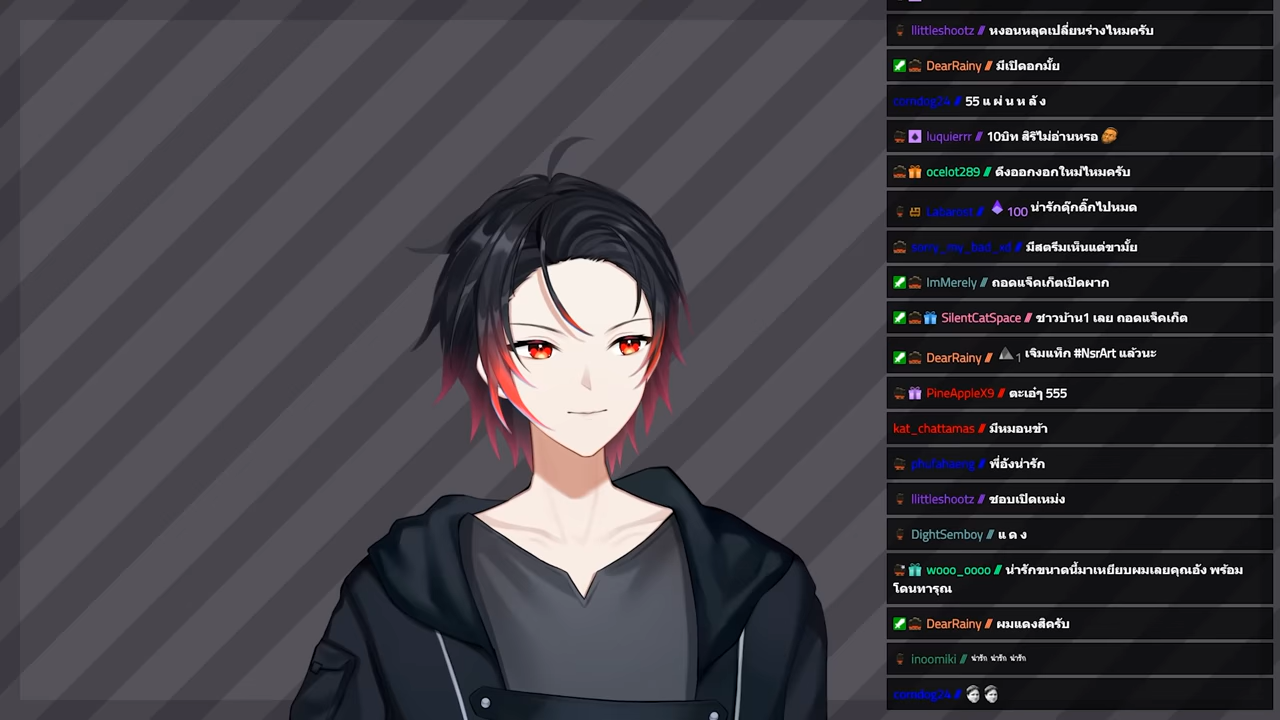 llittleshootz // หงอนหลุดเปลี่ยนร่างไหมครับ
DearRainy // มีเปิดอกมั้ย
corndog24 // 55 แ ผ่ น ห ลั ง
luquierrr // 10บิท สิริไม่อ่านหรอ
ocelot289 // ดึงออกงอกใหม่ไหมครับ
Labarrot // 100 น่ารักดุ๊กดิ๊กไปหมด
sorry_my_bad_xd // มีสตรีมเห็นแต่ขามั้ย
ImMerely // ถอดแจ็คเก็ตเปิดผาก
SilentCatSpace // ชาวบ้าน1 เลย ถอดแจ็คเก็ต
DearRainy // 1 เจิมแท็ก #NsrArt แล้วนะ
PineAppleX9 // ตะเอ๋ๆ 555
kat_chattamas // มีหมอนข้า
phufahaeng // พี่อังน่ารัก
llittleshootz // ชอบเปิดเหม่ง
DightSemboy // แ ด ง
wooo_oooo // น่ารักขนาดนี้มาเหยียบผมเลยคุณอัง พร้อม
โดนทารุณ
DearRainy // ผมแดงสิครับ
inoomiki // น่ารัก น่ารัก น่ารัก
corndog24 //